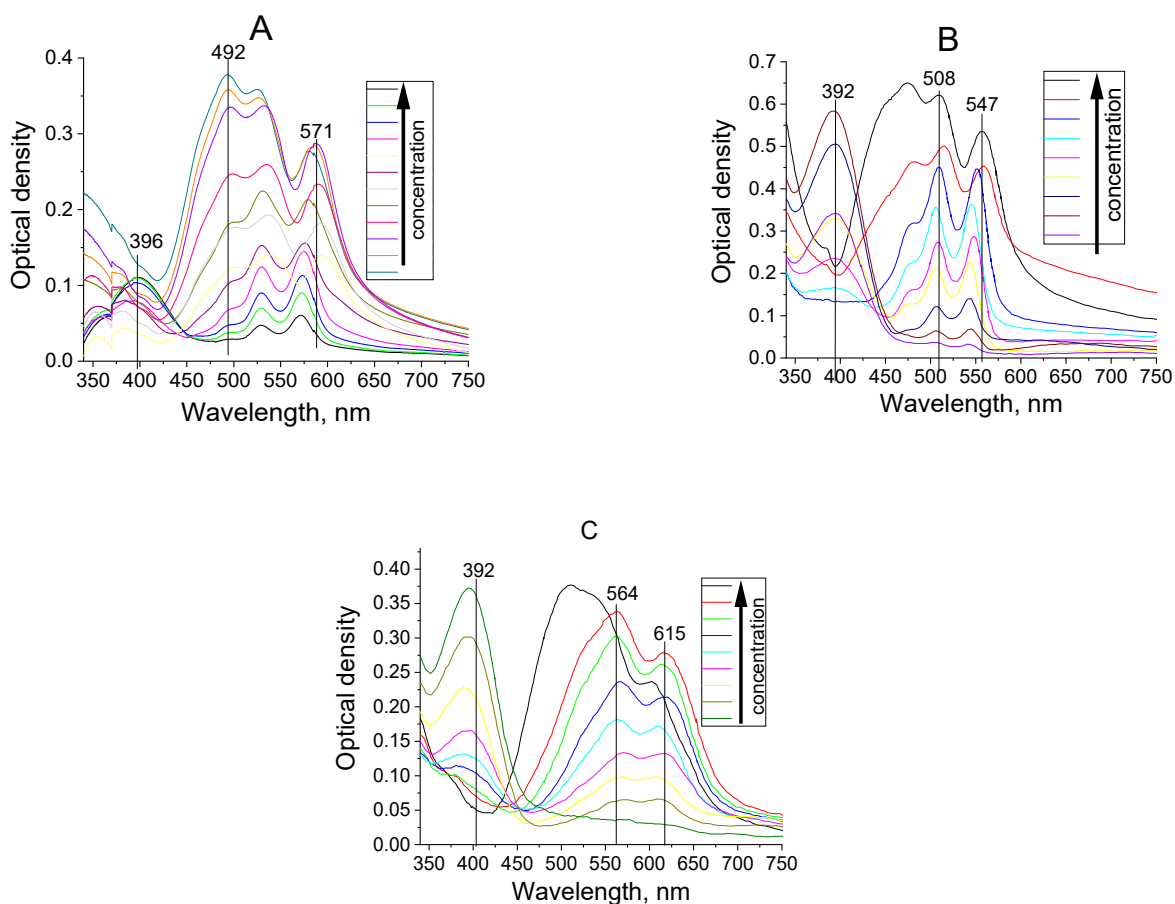 A
Optical density
0.4
0.3
0.2
0.1
0.0
492
571
396
concentration
350 400 450 500 550 600 650 700 750
Wavelength, nm
B
Optical density
0.7
0.6
0.5
0.4
0.3
0.2
0.1
0.0
392
508
547
concentration
350 400 450 500 550 600 650 700 750
Wavelength, nm
C
Optical density
0.40
0.35
0.30
0.25
0.20
0.15
0.10
0.05
0.00
392
564
615
concentration
350 400 450 500 550 600 650 700 750
Wavelength, nm